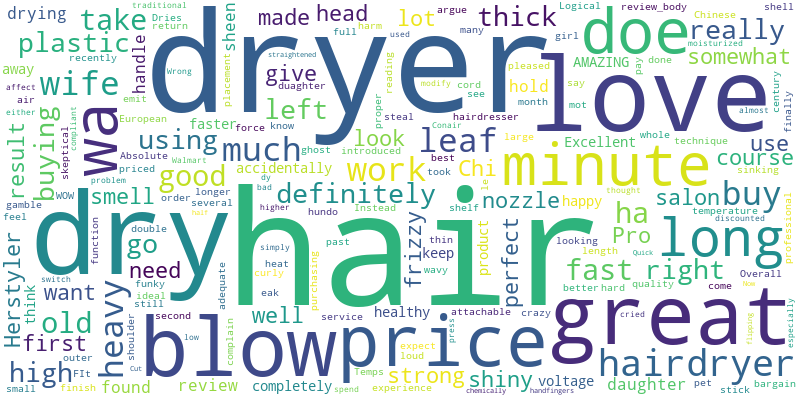 drying
take
lot
head
made
sheen
thick
doe
review_body
Chinese
shell
traditional
Dries
return
many
full
harm
used
argue
Logical
girl
really
moisturized
plastic
recently
handle
dryer
placement
reading
cord
see
pleased
AMAZING
pay
done
somewhat
away
affect
air
wife
give
duaghter
hold
month
say
mot
century
almost
Wrong
straightened
modify
European
faster
force
left
proper
steal
hairdresser
love
large
whole
technique
finally
either
compliant
emit
know
ghost
Conair
result
buying
skeptical
wa
using
look
introduced
leaf
best
took
minute
Excellent
course
use
WOW
Absolute
priced
much
accidentally
work
Chi
sinking
problem
Walmart
good
dy
bad
le
thought
gamble
feel
smell
order
longer
several
half
higher
hundo
Instead
definitely
shelf
nozzle
happy
salon
buy
temperature
discounted
professional
Herstyler
function
dry
double
go
simply
past
hair
frizzy
thin
keep
wavy
product
perfect
looking
length
ha
Pro
long
switch
think
need
funky
ideal
still
adequate
heat
curly
eak
purchasing
fast
right
better
hard
quality
Quick
come
Overall
Now
want
old
heavy
second
blow
well
service
healthy
attachable
crazy
price
great
cried
flipping
especially
first
outer
FIt
shoulder
low
complain
loud
expect
press
strong
shiny
voltage
hairdryer
high
small
finish
found
Cut
review
completely
spend
Temps
experience
chemically
handfingers
daughter
pet
stick
bargain